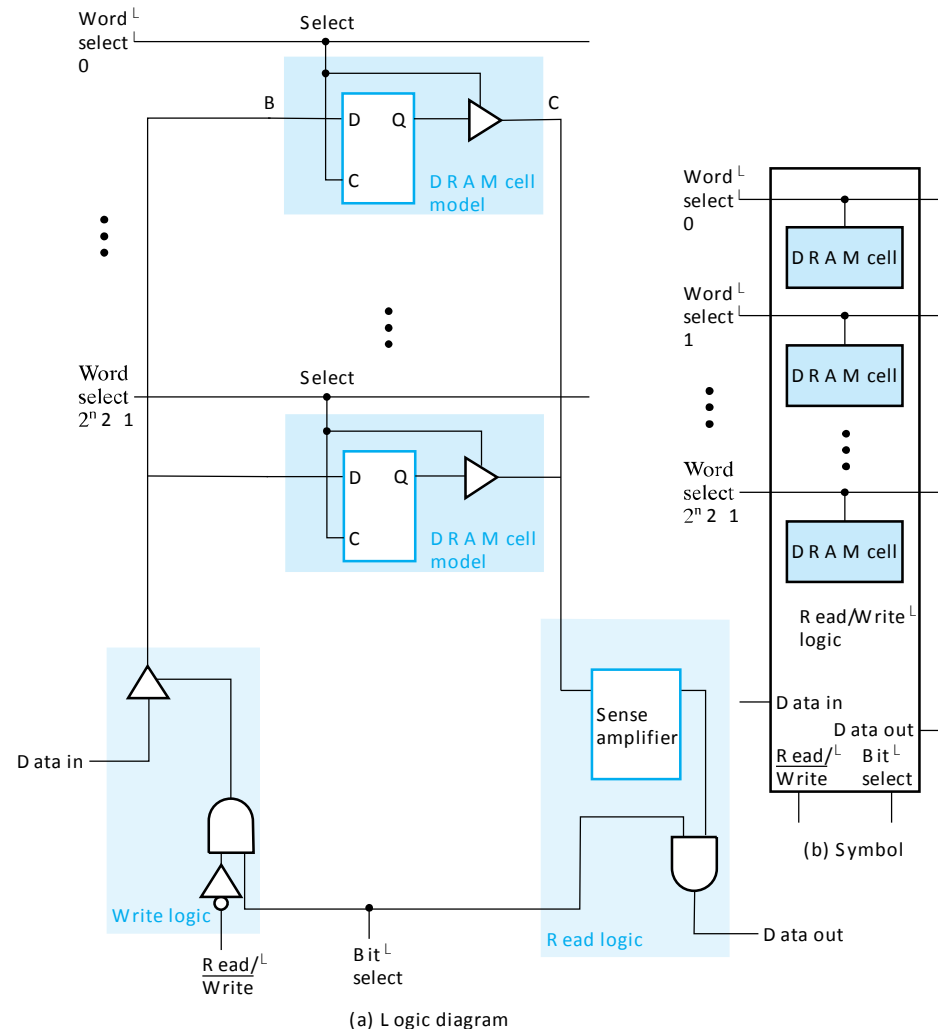 Word└
select└
0
Select
B
C
D
Q
C
DRAM cell
model
Select
Word
select
2ⁿ 2 1
D
Q
C
DRAM cell
model
Data in
Write logic
Read/└
Write
Bit└
select
Sense
amplifier
Read logic
Data out
(a) Logic diagram
Word└
select└
0
DRAM cell
Word└
select└
1
DRAM cell
Word
select
2ⁿ 2 1
DRAM cell
Read/Write└
logic
Data in
Data out
Read/└
Write
Bit└
select
(b) Symbol